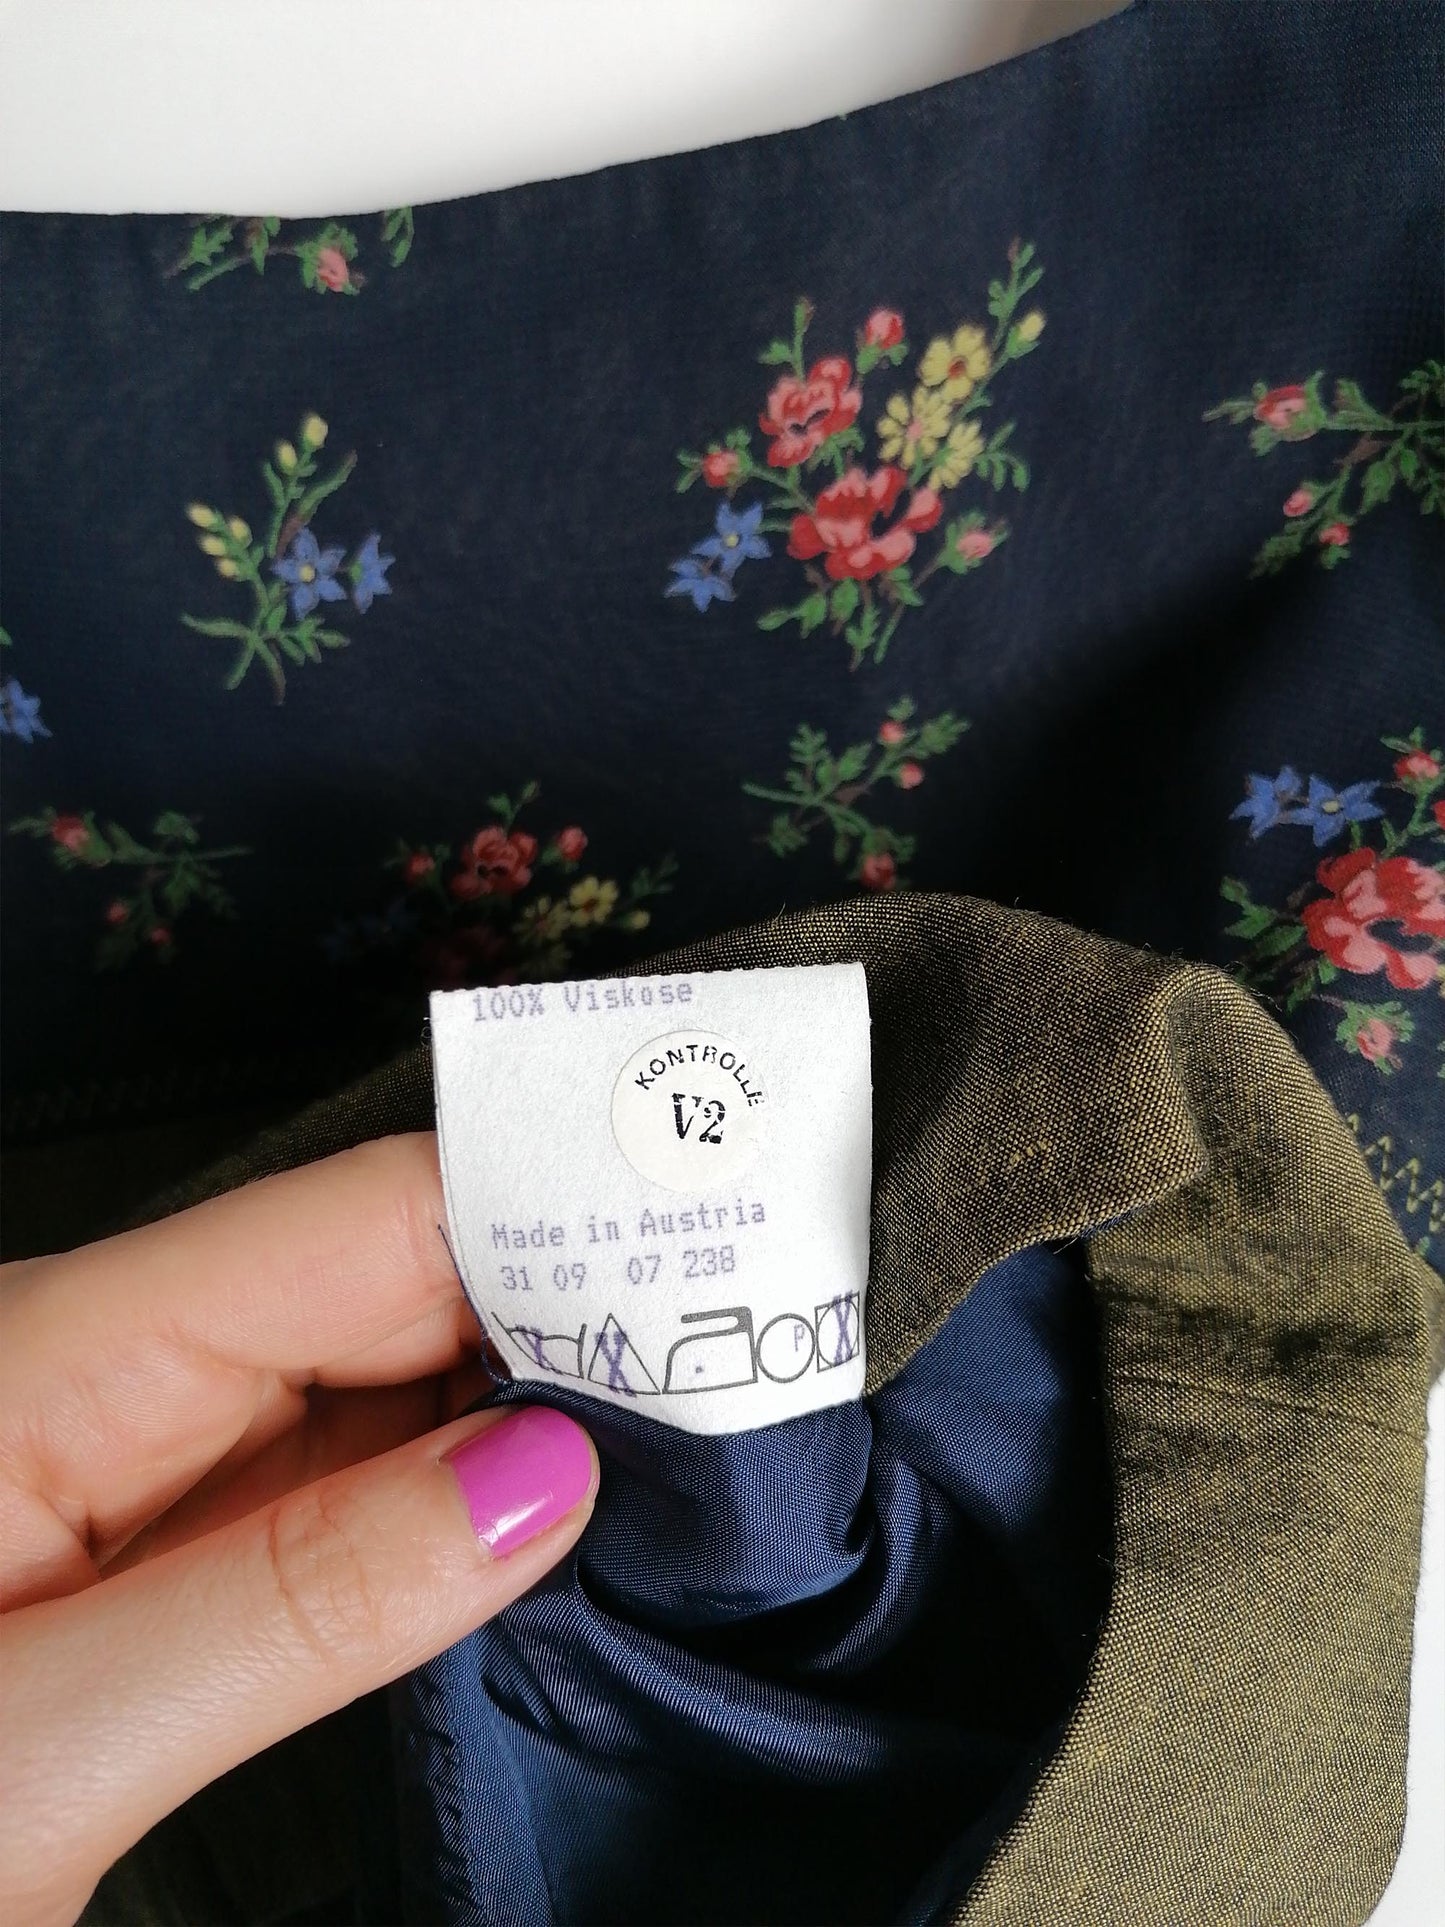 100% Viskose
KONTROLLE
V2
Made in Austria
31 09 07 238
X X P X